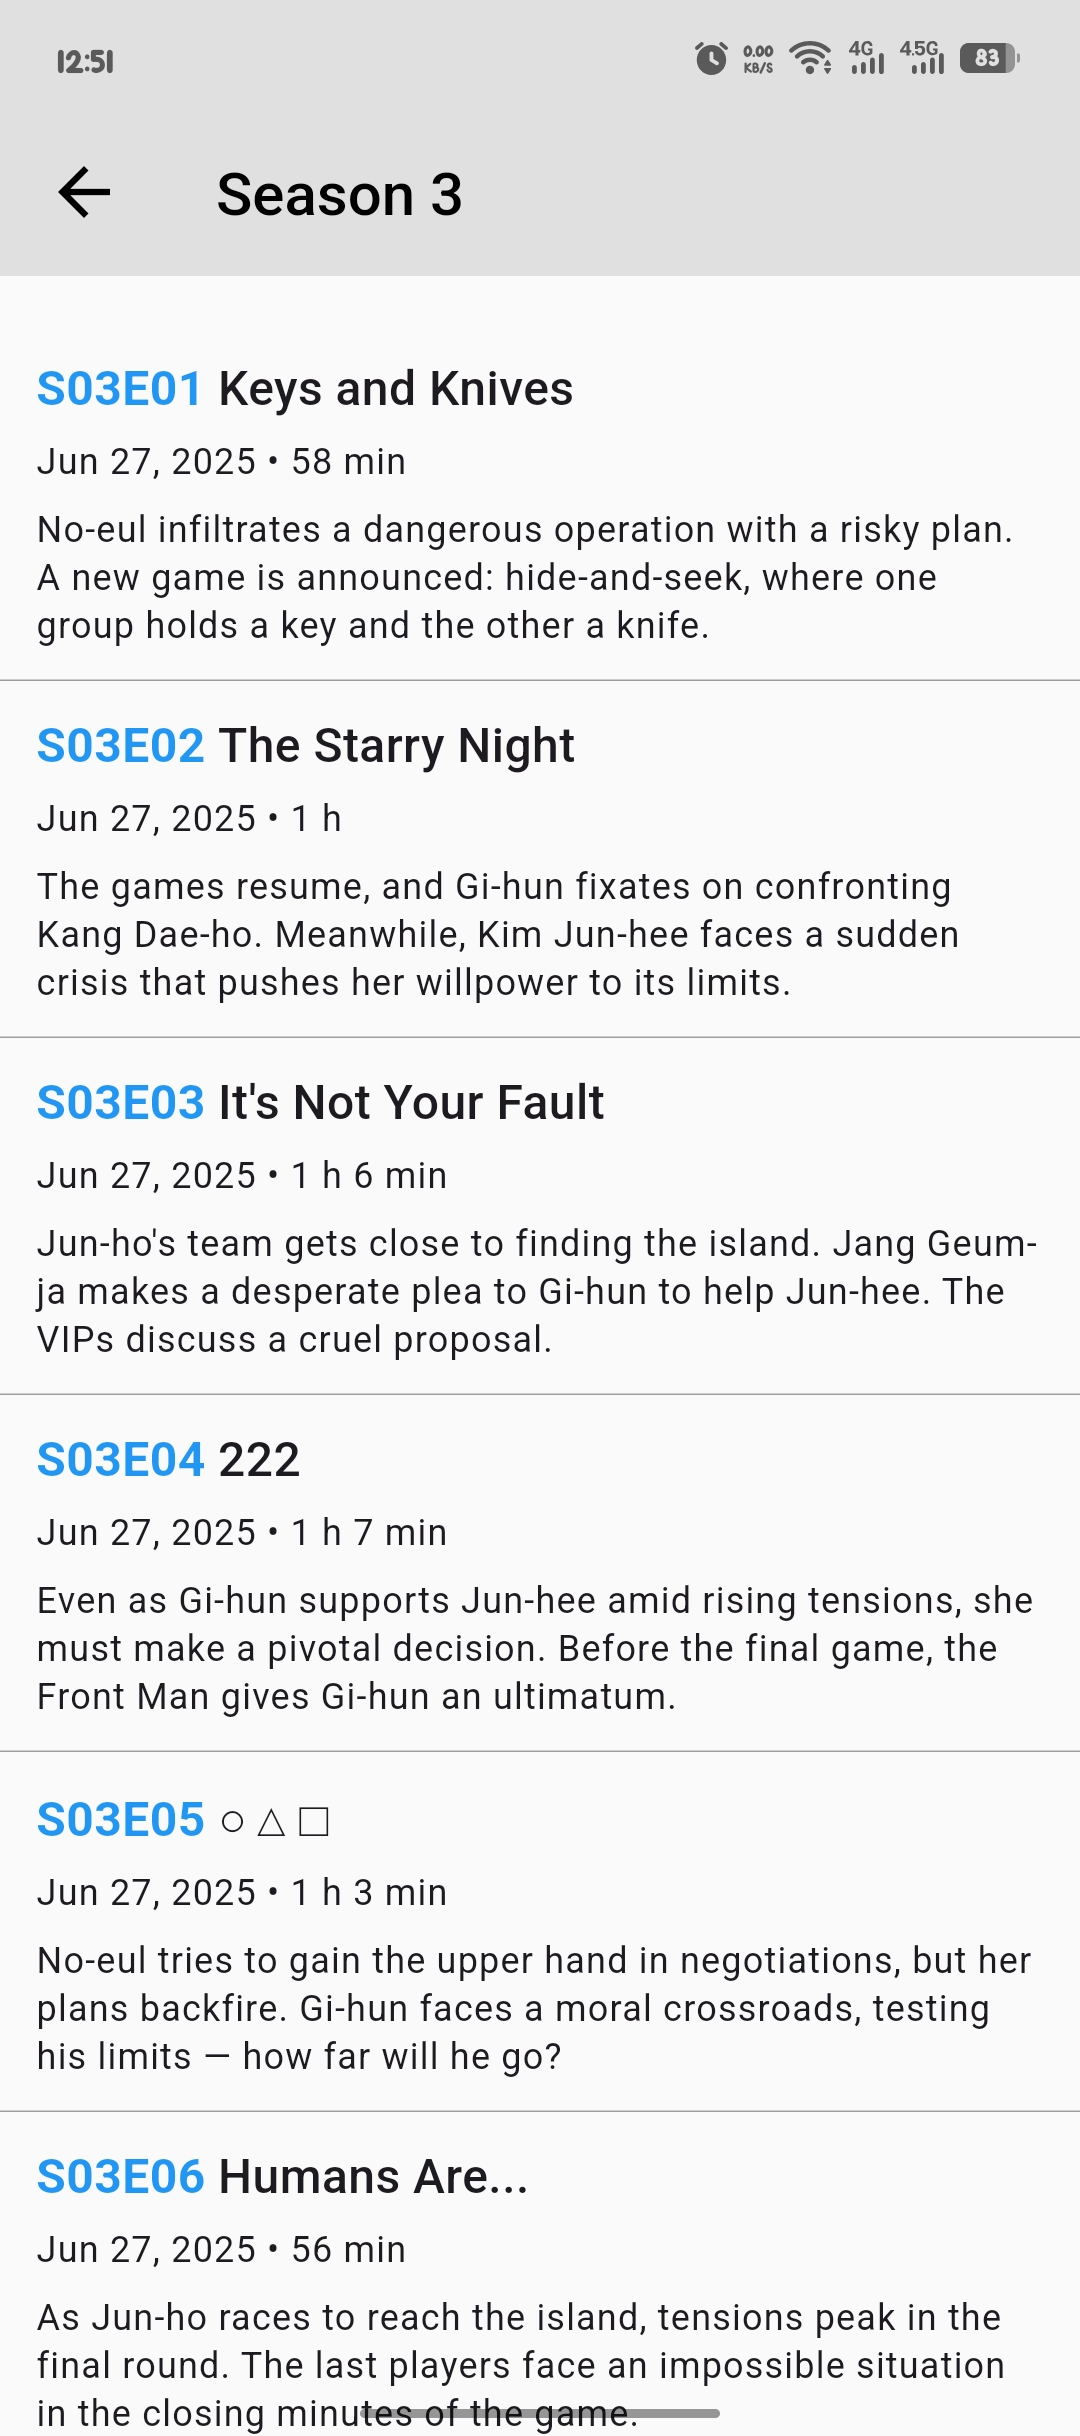 12:51
0.00
KB/S
4G
4.5G
83
Season 3
S03E01 Keys and Knives
Jun 27, 2025 • 58 min
No-eul infiltrates a dangerous operation with a risky plan.
A new game is announced: hide-and-seek, where one
group holds a key and the other a knife.
S03E02 The Starry Night
Jun 27, 2025 • 1 h
The games resume, and Gi-hun fixates on confronting
Kang Dae-ho. Meanwhile, Kim Jun-hee faces a sudden
crisis that pushes her willpower to its limits.
S03E03 It's Not Your Fault
Jun 27, 2025 • 1 h 6 min
Jun-ho's team gets close to finding the island. Jang Geum-
ja makes a desperate plea to Gi-hun to help Jun-hee. The
VIPs discuss a cruel proposal.
S03E04 222
Jun 27, 2025 • 1 h 7 min
Even as Gi-hun supports Jun-hee amid rising tensions, she
must make a pivotal decision. Before the final game, the
Front Man gives Gi-hun an ultimatum.
S03E05 ○ △ □
Jun 27, 2025 • 1 h 3 min
No-eul tries to gain the upper hand in negotiations, but her
plans backfire. Gi-hun faces a moral crossroads, testing
his limits — how far will he go?
S03E06 Humans Are...
Jun 27, 2025 • 56 min
As Jun-ho races to reach the island, tensions peak in the
final round. The last players face an impossible situation
in the closing minutes of the game.